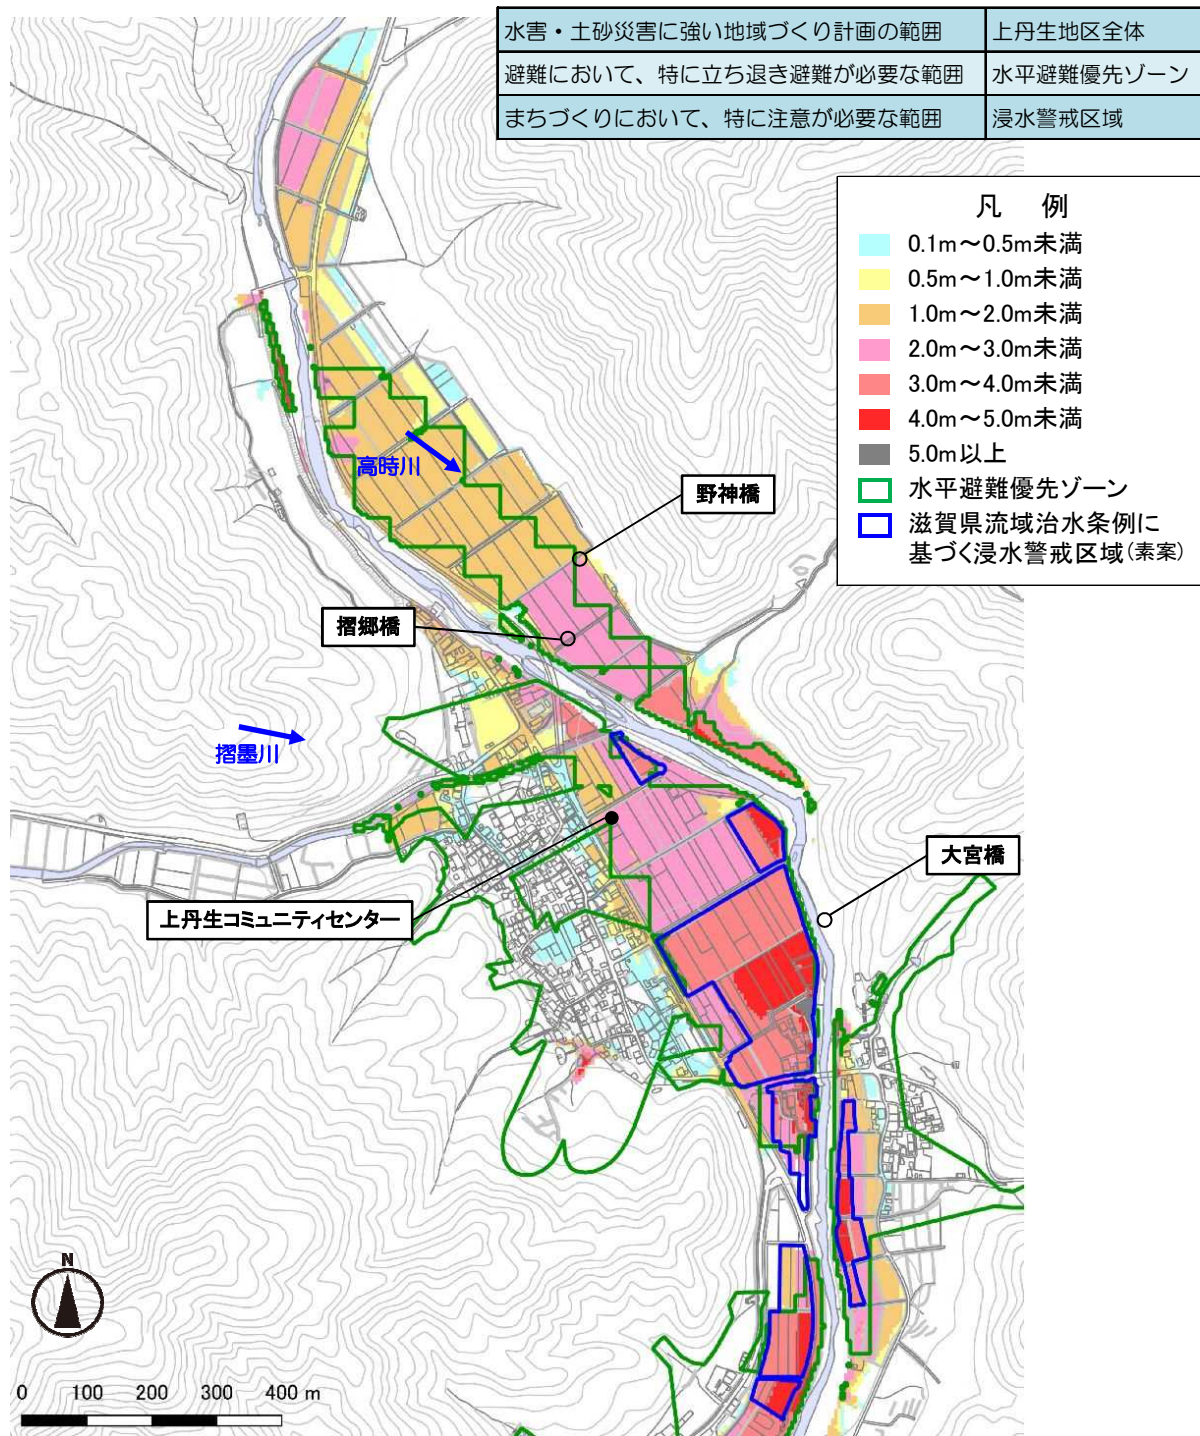 水害・土砂災害に強い地域づくり計画の範囲 上丹生地区全体
避難において、特に立ち退き避難が必要な範囲 水平避難優先ゾーン
まちづくりにおいて、特に注意が必要な範囲 浸水警戒区域
凡 例
0.1m～0.5m未満
0.5m～1.0m未満
1.0m～2.0m未満
2.0m～3.0m未満
3.0m～4.0m未満
4.0m～5.0m未満
5.0m以上
水平避難優先ゾーン
滋賀県流域治水条例に
基づく浸水警戒区域(素案)
高時川
野神橋
摺郷橋
摺墨川
大宮橋
上丹生コミュニティセンター
N
0 100 200 300 400 m